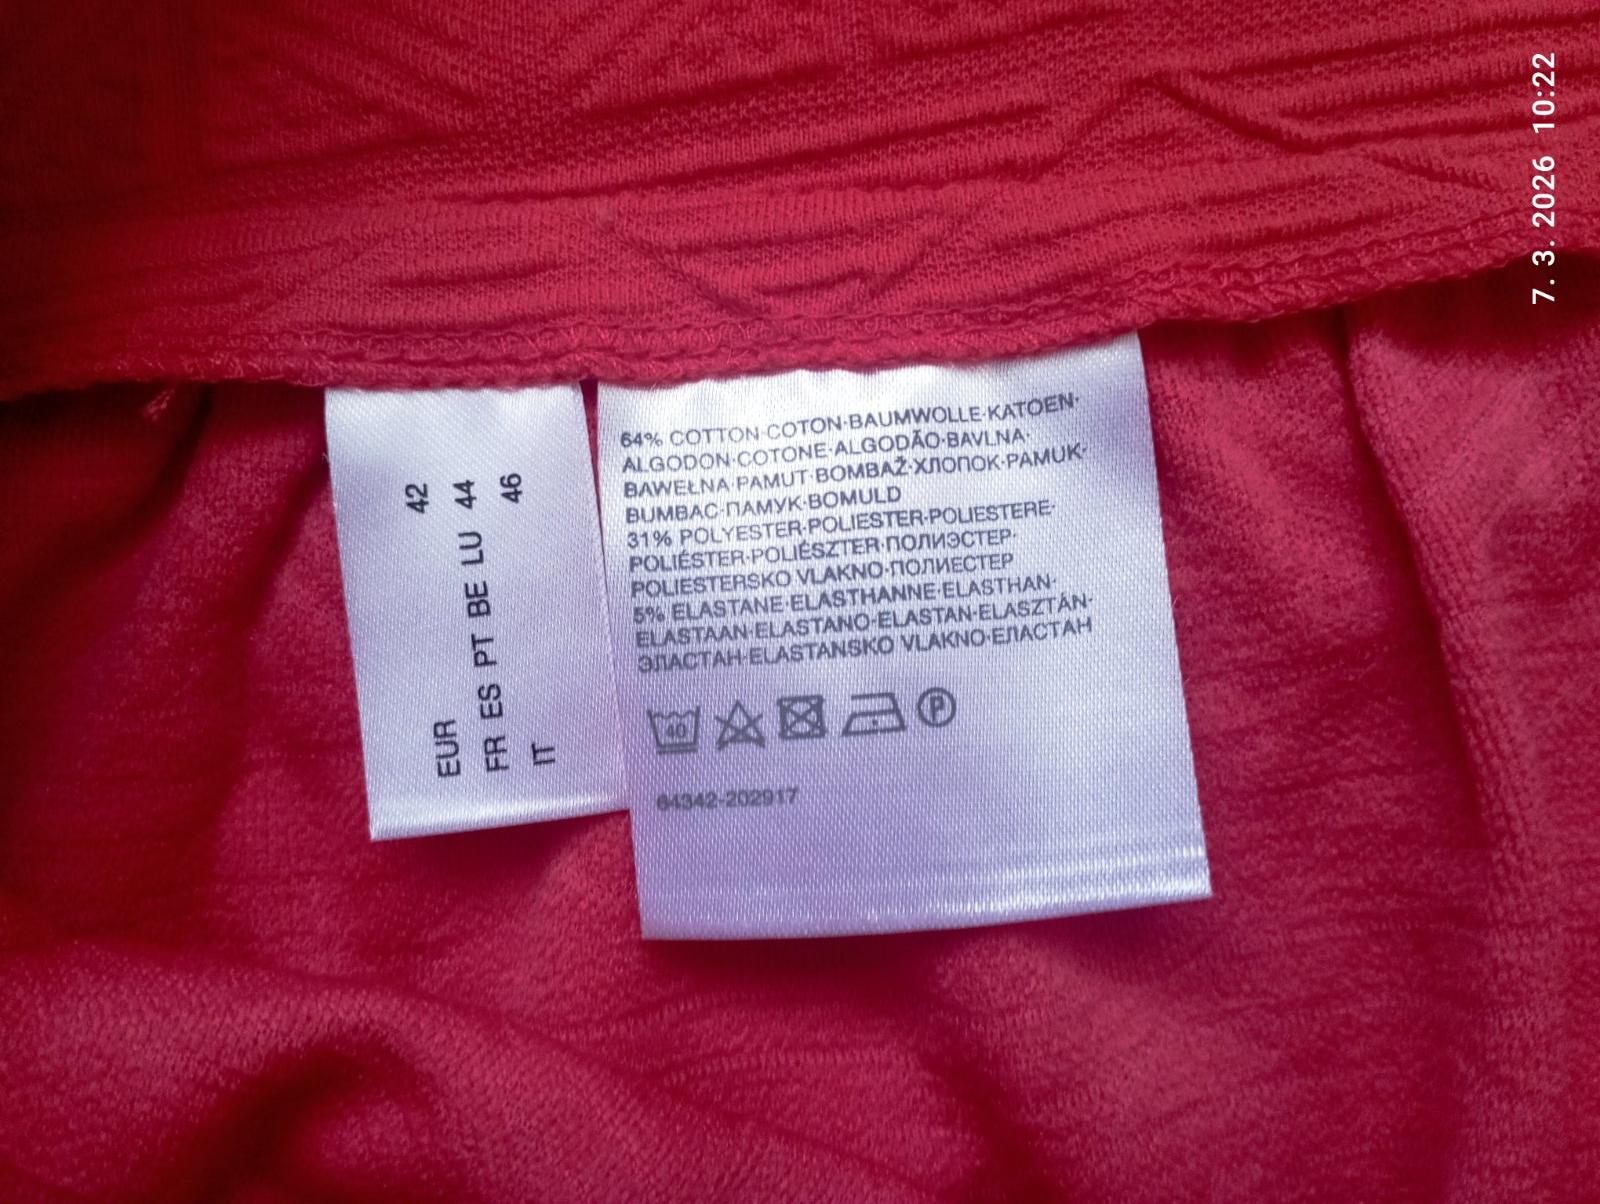 7. 3. 2026 10:22
EUR 42
FR ES PT BE LU 44
IT 46
64% COTTON·COTON·BAUMWOLLE·KATOEN·
ALGODON·COTONE·ALGODÃO·BAVLNA·
BAWEŁNA·PAMUT·BOMBAŽ·ХЛОПОК·PAMUK·
BUMBAC·ПАМУК·BOMULD
31% POLYESTER·POLIESTER·POLIESTERE·
POLIÉSTER·POLIÉSZTER·ПОЛИЭСТЕР·
POLIESTERSKO VLAKNO·ПОЛИЕСТЕР
5% ELASTANE·ELASTHANNE·ELASTHAN·
ELASTAAN·ELASTANO·ELASTAN·ELASZTÁN·
ЭЛАСТАН·ELASTANSKO VLAKNO·ЕЛАСТАН
40 P
64342-202917